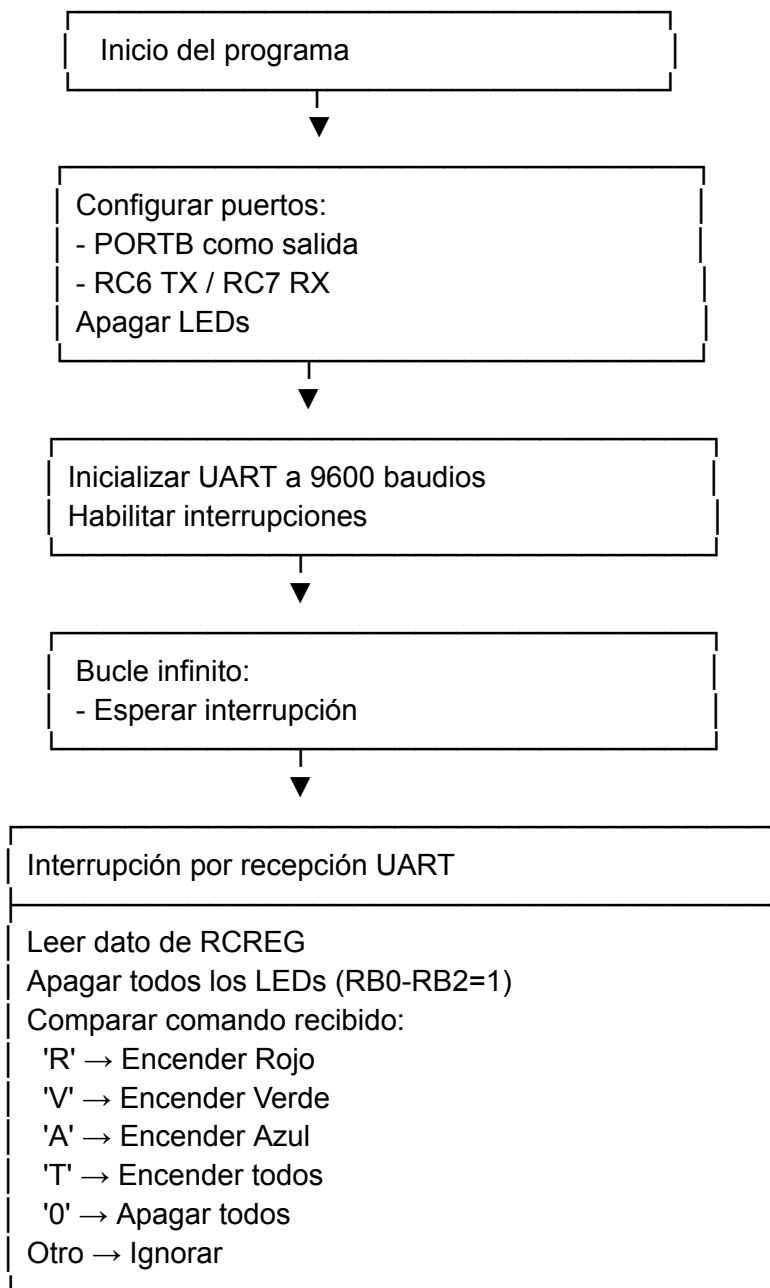 Inicio del programa
Configurar puertos:
- PORTB como salida
- RC6 TX / RC7 RX
Apagar LEDs
Inicializar UART a 9600 baudios
Habilitar interrupciones
Bucle infinito:
- Esperar interrupción
Interrupción por recepción UART
Leer dato de RCREG
Apagar todos los LEDs (RB0-RB2=1)
Comparar comando recibido:
'R' → Encender Rojo
'V' → Encender Verde
'A' → Encender Azul
'T' → Encender todos
'0' → Apagar todos
Otro → Ignorar